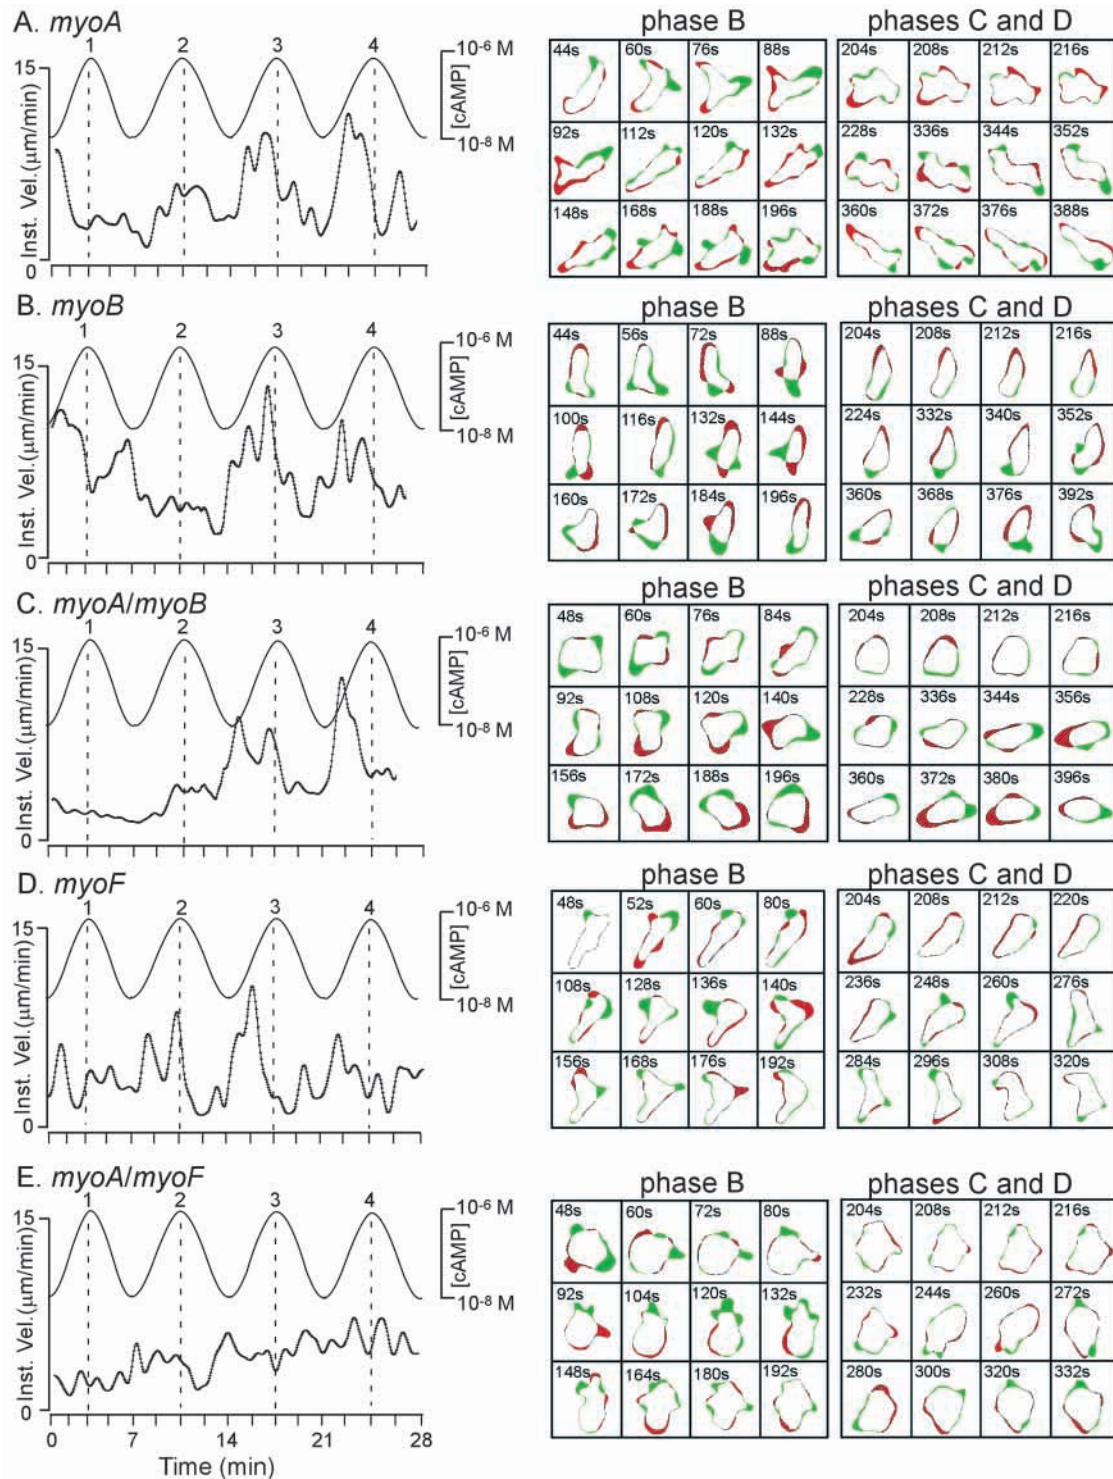 A. myoA
phase B
phases C and D
1 2 3 4
10-6 M
[cAMP]
10-8 M
15
Inst. Vel.(µm/min)
0
44s 60s 76s 88s
204s 208s 212s 216s
92s 112s 120s 132s
228s 336s 344s 352s
148s 168s 188s 196s
360s 372s 376s 388s
B. myoB
phase B
phases C and D
1 2 3 4
10-6 M
[cAMP]
10-8 M
15
Inst. Vel.(µm/min)
0
44s 56s 72s 88s
204s 208s 212s 216s
100s 116s 132s 144s
224s 332s 340s 352s
160s 172s 184s 196s
360s 368s 376s 392s
C. myoA/myoB
phase B
phases C and D
1 2 3 4
10-6 M
[cAMP]
10-8 M
15
Inst. Vel.(µm/min)
0
48s 60s 76s 84s
204s 208s 212s 216s
92s 108s 120s 140s
228s 336s 344s 356s
156s 172s 188s 196s
360s 372s 380s 396s
D. myoF
phase B
phases C and D
1 2 3 4
10-6 M
[cAMP]
10-8 M
15
Inst. Vel.(µm/min)
0
48s 52s 60s 80s
204s 208s 212s 220s
108s 128s 136s 140s
236s 248s 260s 276s
156s 168s 176s 192s
284s 296s 308s 320s
E. myoA/myoF
phase B
phases C and D
1 2 3 4
10-6 M
[cAMP]
10-8 M
15
Inst. Vel.(µm/min)
0
48s 60s 72s 80s
204s 208s 212s 216s
92s 104s 120s 132s
232s 244s 260s 272s
148s 164s 180s 192s
280s 300s 320s 332s
0 7 14 21 28
Time (min)